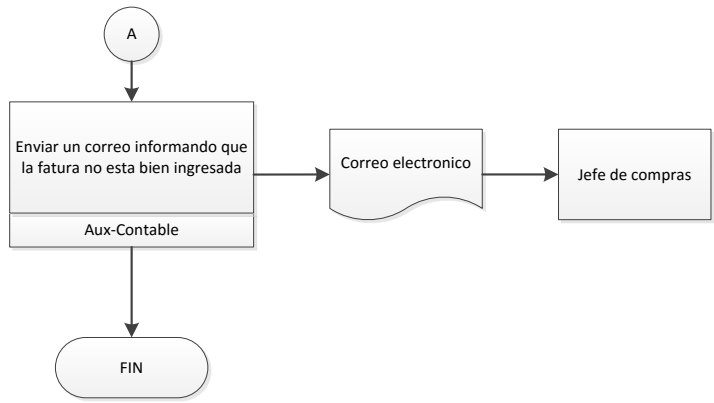 A
Enviar un correo informando que
la fatura no esta bien ingresada
Aux-Contable
Correo electronico
Jefe de compras
FIN